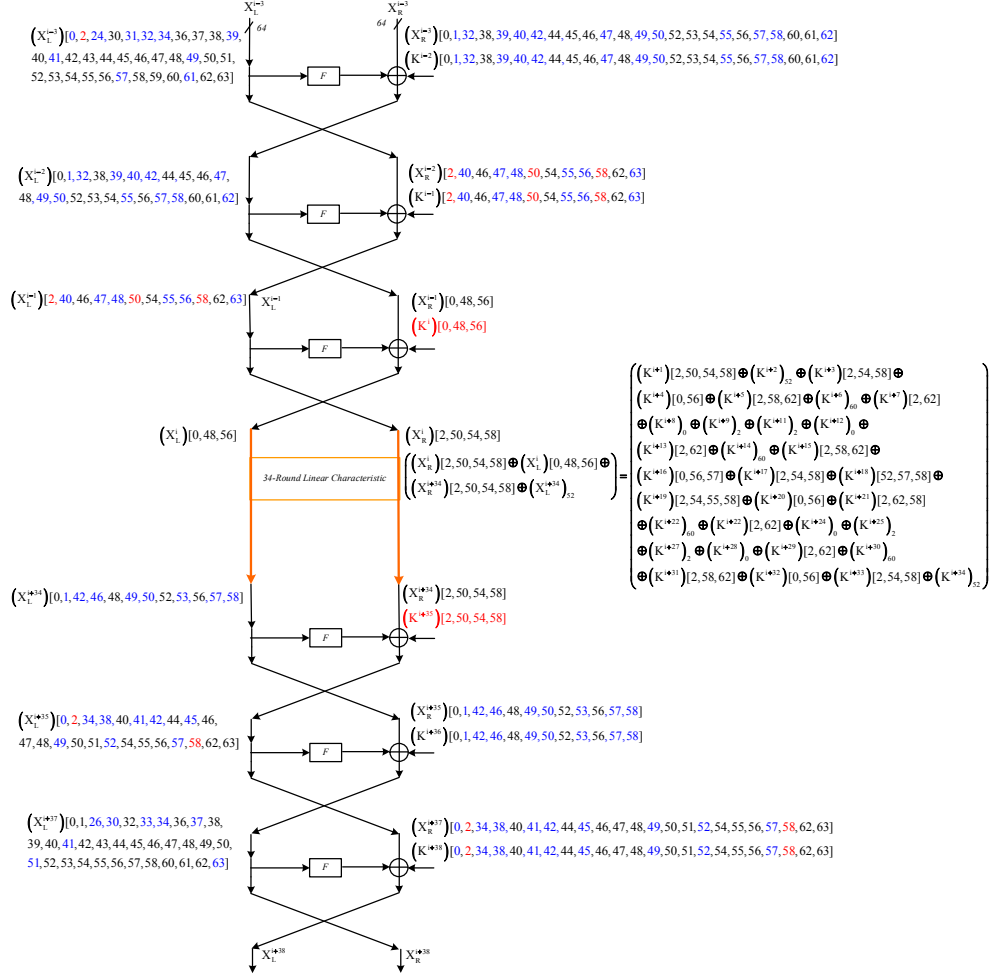 X_L^{i-3} X_R^{i-3}
64 64
(X_L^{i-3})[0, 2, 24, 30, 31, 32, 34, 36, 37, 38, 39,
40, 41, 42, 43, 44, 45, 46, 47, 48, 49, 50, 51,
52, 53, 54, 55, 56, 57, 58, 59, 60, 61, 62, 63]
F
(X_R^{i-3})[0, 1, 32, 38, 39, 40, 42, 44, 45, 46, 47, 48, 49, 50, 52, 53, 54, 55, 56, 57, 58, 60, 61, 62]
(K^{i-2})[0, 1, 32, 38, 39, 40, 42, 44, 45, 46, 47, 48, 49, 50, 52, 53, 54, 55, 56, 57, 58, 60, 61, 62]
(X_L^{i-2})[0, 1, 32, 38, 39, 40, 42, 44, 45, 46, 47,
48, 49, 50, 52, 53, 54, 55, 56, 57, 58, 60, 61, 62]
F
(X_R^{i-2})[2, 40, 46, 47, 48, 50, 54, 55, 56, 58, 62, 63]
(K^{i-1})[2, 40, 46, 47, 48, 50, 54, 55, 56, 58, 62, 63]
(X_L^{i-1})[2, 40, 46, 47, 48, 50, 54, 55, 56, 58, 62, 63]
X_L^{i-1}
F
(X_R^{i-1})[0, 48, 56]
(K^i)[0, 48, 56]
(X_L^i)[0, 48, 56]
(X_R^i)[2, 50, 54, 58]
34-Round Linear Characteristic
((X_R^i)[2, 50, 54, 58] ⊕ (X_L^i)[0, 48, 56] ⊕
(X_R^{i+34})[2, 50, 54, 58] ⊕ (X_L^{i+34})_52) =
(K^{i+1})[2, 50, 54, 58] ⊕ (K^{i+2})_52 ⊕ (K^{i+3})[2, 54, 58] ⊕
(K^{i+4})[0, 56] ⊕ (K^{i+5})[2, 58, 62] ⊕ (K^{i+6})_60 ⊕ (K^{i+7})[2, 62]
⊕ (K^{i+8})_0 ⊕ (K^{i+9})_2 ⊕ (K^{i+11})_2 ⊕ (K^{i+12})_0 ⊕
(K^{i+13})[2, 62] ⊕ (K^{i+14})_60 ⊕ (K^{i+15})[2, 58, 62] ⊕
(K^{i+16})[0, 56, 57] ⊕ (K^{i+17})[2, 54, 58] ⊕ (K^{i+18})[52, 57, 58] ⊕
(K^{i+19})[2, 54, 55, 58] ⊕ (K^{i+20})[0, 56] ⊕ (K^{i+21})[2, 62, 58]
⊕ (K^{i+22})_60 ⊕ (K^{i+22})[2, 62] ⊕ (K^{i+24})_0 ⊕ (K^{i+25})_2
⊕ (K^{i+27})_2 ⊕ (K^{i+28})_0 ⊕ (K^{i+29})[2, 62] ⊕ (K^{i+30})_60
⊕ (K^{i+31})[2, 58, 62] ⊕ (K^{i+32})[0, 56] ⊕ (K^{i+33})[2, 54, 58] ⊕ (K^{i+34})_52
(X_L^{i+34})[0, 1, 42, 46, 48, 49, 50, 52, 53, 56, 57, 58]
F
(X_R^{i+34})[2, 50, 54, 58]
(K^{i+35})[2, 50, 54, 58]
(X_L^{i+35})[0, 2, 34, 38, 40, 41, 42, 44, 45, 46,
47, 48, 49, 50, 51, 52, 54, 55, 56, 57, 58, 62, 63]
F
(X_R^{i+35})[0, 1, 42, 46, 48, 49, 50, 52, 53, 56, 57, 58]
(K^{i+36})[0, 1, 42, 46, 48, 49, 50, 52, 53, 56, 57, 58]
(X_L^{i+37})[0, 1, 26, 30, 32, 33, 34, 36, 37, 38,
39, 40, 41, 42, 43, 44, 45, 46, 47, 48, 49, 50,
51, 52, 53, 54, 55, 56, 57, 58, 60, 61, 62, 63]
F
(X_R^{i+37})[0, 2, 34, 38, 40, 41, 42, 44, 45, 46, 47, 48, 49, 50, 51, 52, 54, 55, 56, 57, 58, 62, 63]
(K^{i+38})[0, 2, 34, 38, 40, 41, 42, 44, 45, 46, 47, 48, 49, 50, 51, 52, 54, 55, 56, 57, 58, 62, 63]
X_L^{i+38} X_R^{i+38}